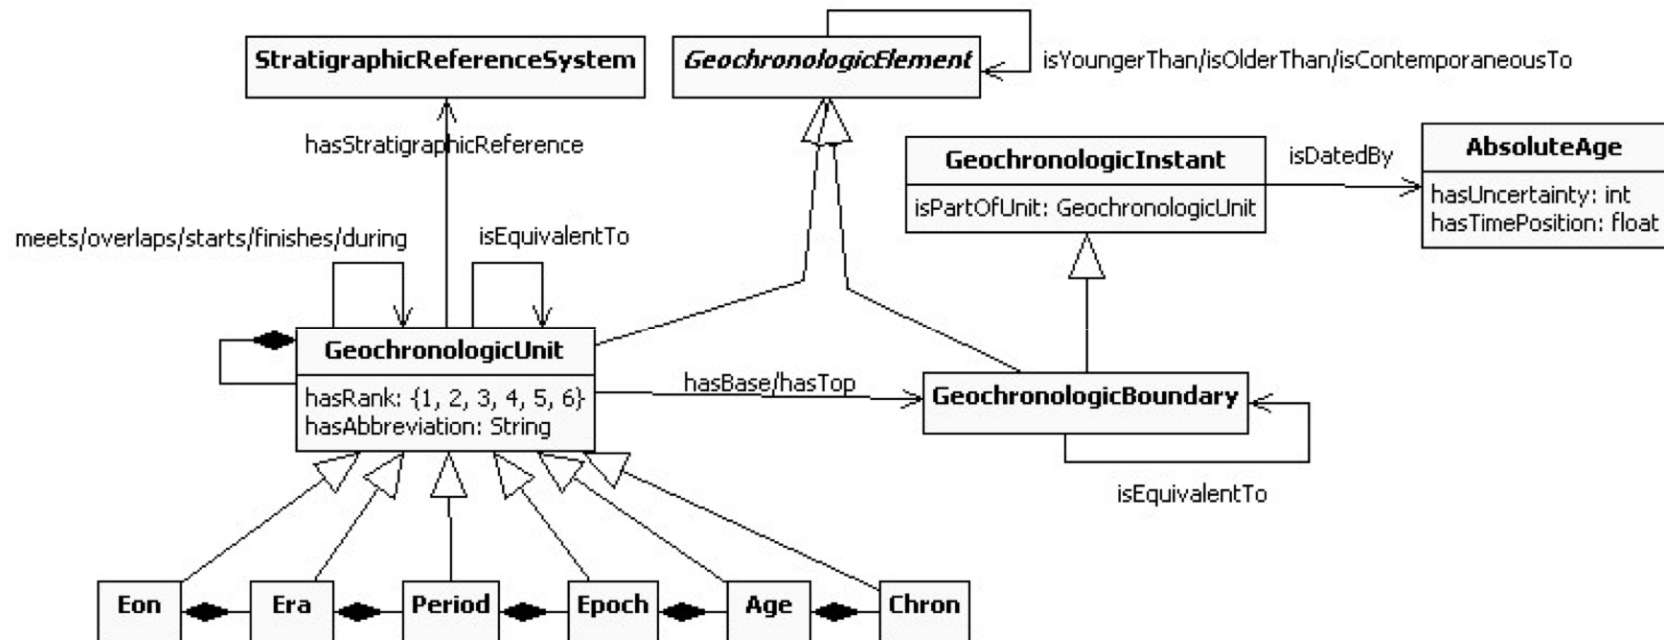 StratigraphicReferenceSystem
GeochronologicElement
isYoungerThan/isOlderThan/isContemporaneousTo
hasStratigraphicReference
GeochronologicInstant
isPartOfUnit: GeochronologicUnit
isDatedBy
AbsoluteAge
hasUncertainty: int
hasTimePosition: float
meets/overlaps/starts/finishes/during
isEquivalentTo
GeochronologicUnit
hasRank: {1, 2, 3, 4, 5, 6}
hasAbbreviation: String
hasBase/hasTop
GeochronologicBoundary
isEquivalentTo
Eon
Era
Period
Epoch
Age
Chron